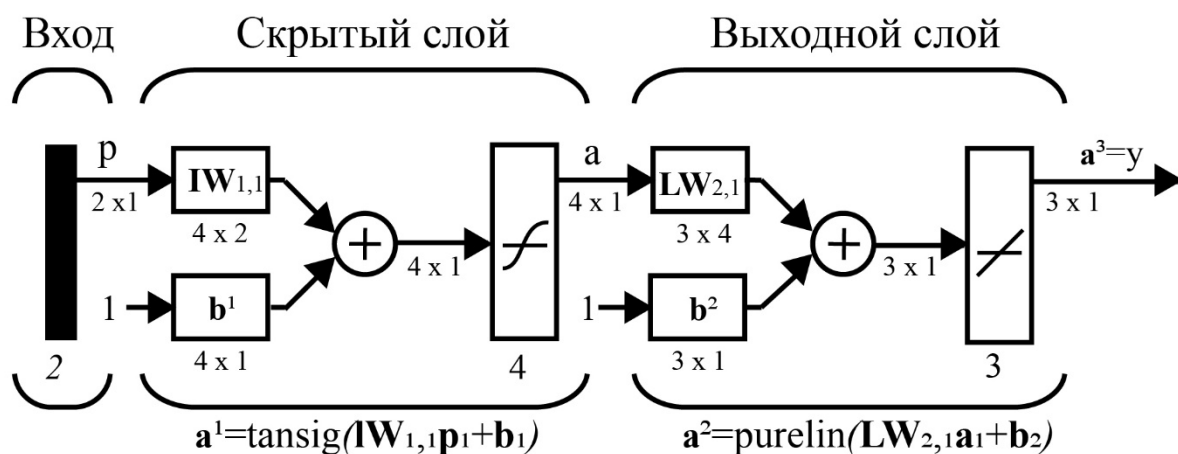 Вход Скрытый слой Выходной слой
p a a³=y
IW₁,₁ LW₂,₁
2 x1 4 x 1 3 x 1
4 x 2 3 x 4
+ +
4 x 1 3 x 1
1 b¹ 1 b²
2 4 x 1 4 3 x 1 3
a¹=tansig(IW₁,₁p₁+b₁) a²=purelin(LW₂,₁a₁+b₂)